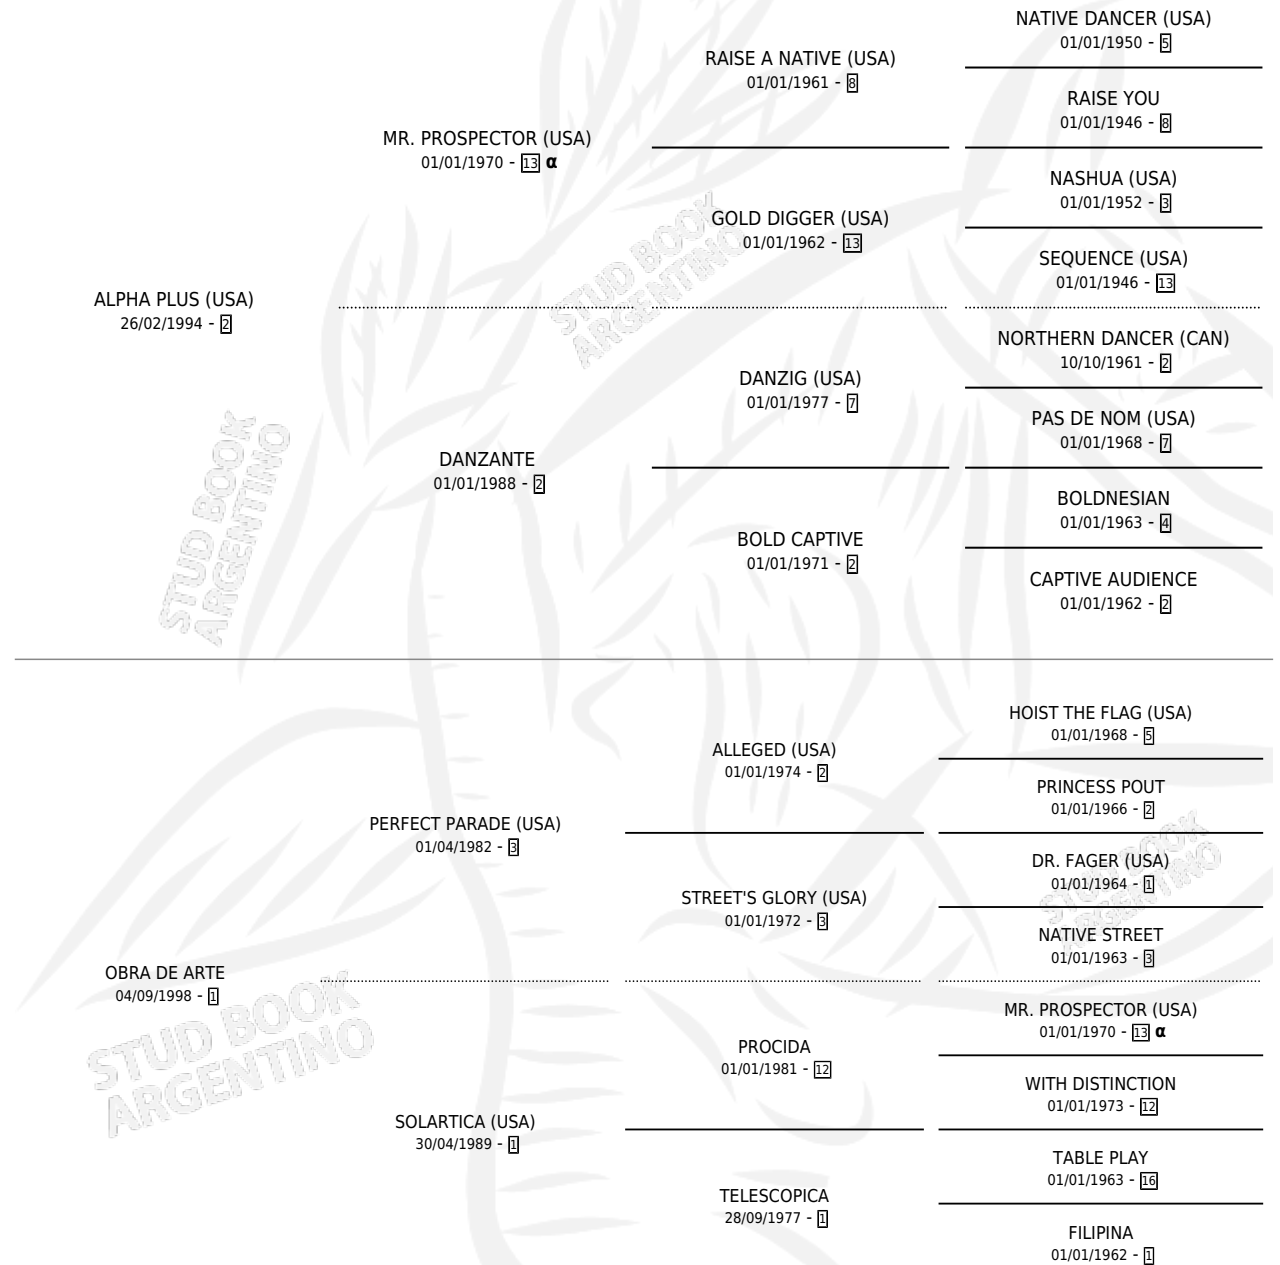 NATIVE DANCER (USA)
01/01/1950 - 5
RAISE A NATIVE (USA)
01/01/1961 - 8
RAISE YOU
01/01/1946 - 8
MR. PROSPECTOR (USA)
01/01/1970 - 13 α
NASHUA (USA)
01/01/1952 - 3
GOLD DIGGER (USA)
01/01/1962 - 13
SEQUENCE (USA)
01/01/1946 - 13
ALPHA PLUS (USA)
26/02/1994 - 2
NORTHERN DANCER (CAN)
10/10/1961 - 2
DANZIG (USA)
01/01/1977 - 7
PAS DE NOM (USA)
01/01/1968 - 7
DANZANTE
01/01/1988 - 2
BOLDNESIAN
01/01/1963 - 4
BOLD CAPTIVE
01/01/1971 - 2
CAPTIVE AUDIENCE
01/01/1962 - 2
STUD BOOK
ARGENTINO
STUD BOOK
ARGENTINO
HOIST THE FLAG (USA)
01/01/1968 - 5
ALLEGED (USA)
01/01/1974 - 2
PRINCESS POUT
01/01/1966 - 2
PERFECT PARADE (USA)
01/04/1982 - 3
DR. FAGER (USA)
01/01/1964 - 1
STREET'S GLORY (USA)
01/01/1972 - 3
NATIVE STREET
01/01/1963 - 3
OBRA DE ARTE
04/09/1998 - 1
MR. PROSPECTOR (USA)
01/01/1970 - 13 α
PROCIDA
01/01/1981 - 12
WITH DISTINCTION
01/01/1973 - 12
SOLARTICA (USA)
30/04/1989 - 1
TABLE PLAY
01/01/1963 - 16
TELESCOPICA
28/09/1977 - 1
FILIPINA
01/01/1962 - 1
STUD BOOK
ARGENTINO
STUD BOOK
ARGENTINO